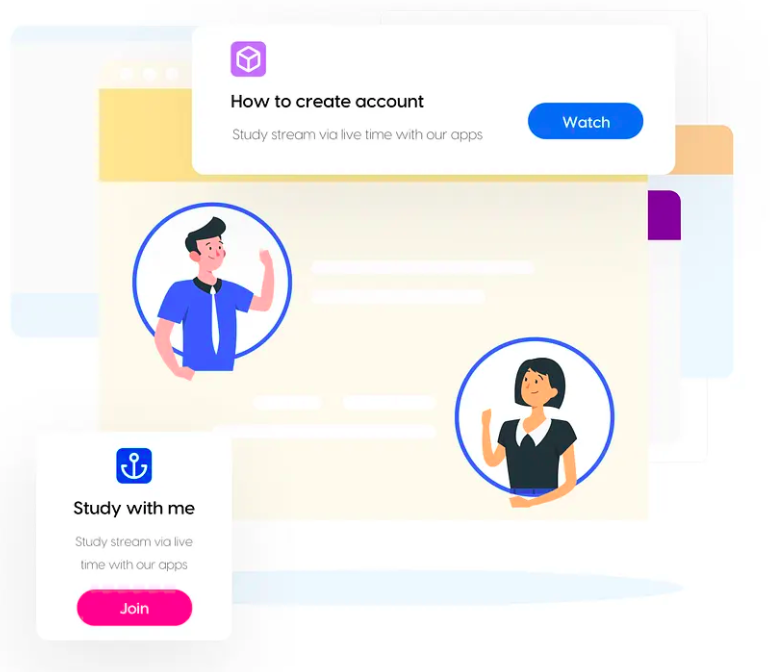 How to create account
Study stream via live time with our apps
Watch
Study with me
Study stream via live
time with our apps
Join